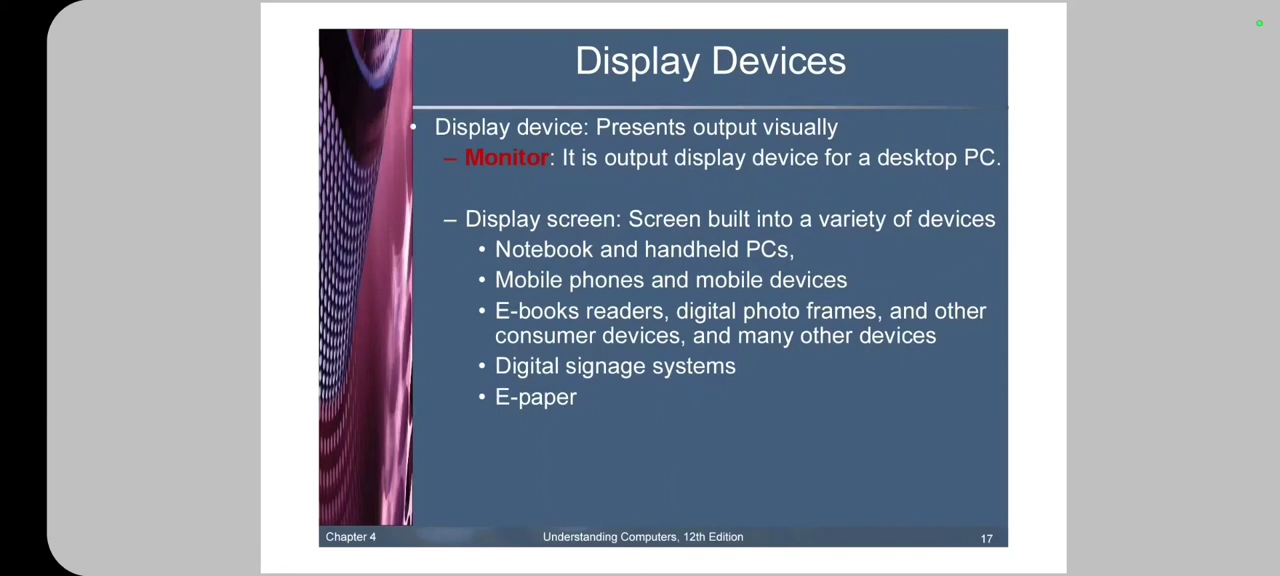 Display Devices
• Display device: Presents output visually
– Monitor: It is output display device for a desktop PC.
– Display screen: Screen built into a variety of devices
• Notebook and handheld PCs,
• Mobile phones and mobile devices
• E-books readers, digital photo frames, and other
consumer devices, and many other devices
• Digital signage systems
• E-paper
Chapter 4
Understanding Computers, 12th Edition
17